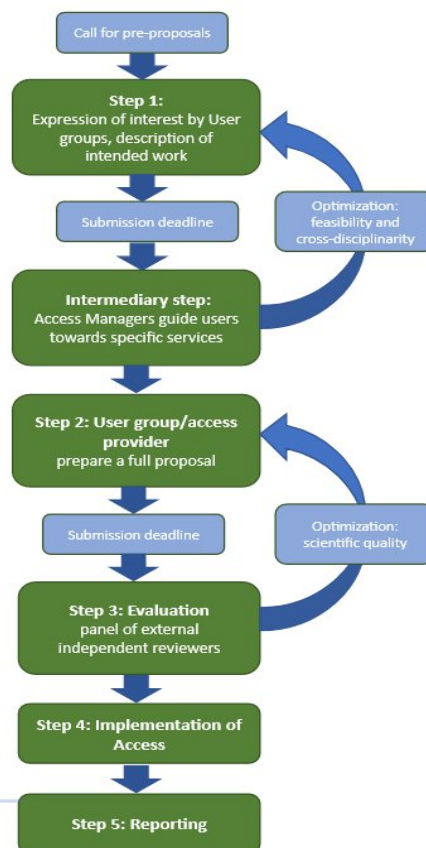 Call for pre-proposals
Step 1:
Expression of interest by User
groups, description of
intended work
Optimization:
feasibility and
cross-disciplinarity
Submission deadline
Intermediary step:
Access Managers guide users
towards specific services
Step 2: User group/access
provider
prepare a full proposal
Optimization:
scientific quality
Submission deadline
Step 3: Evaluation
panel of external
independent reviewers
Step 4: Implementation of
Access
Step 5: Reporting